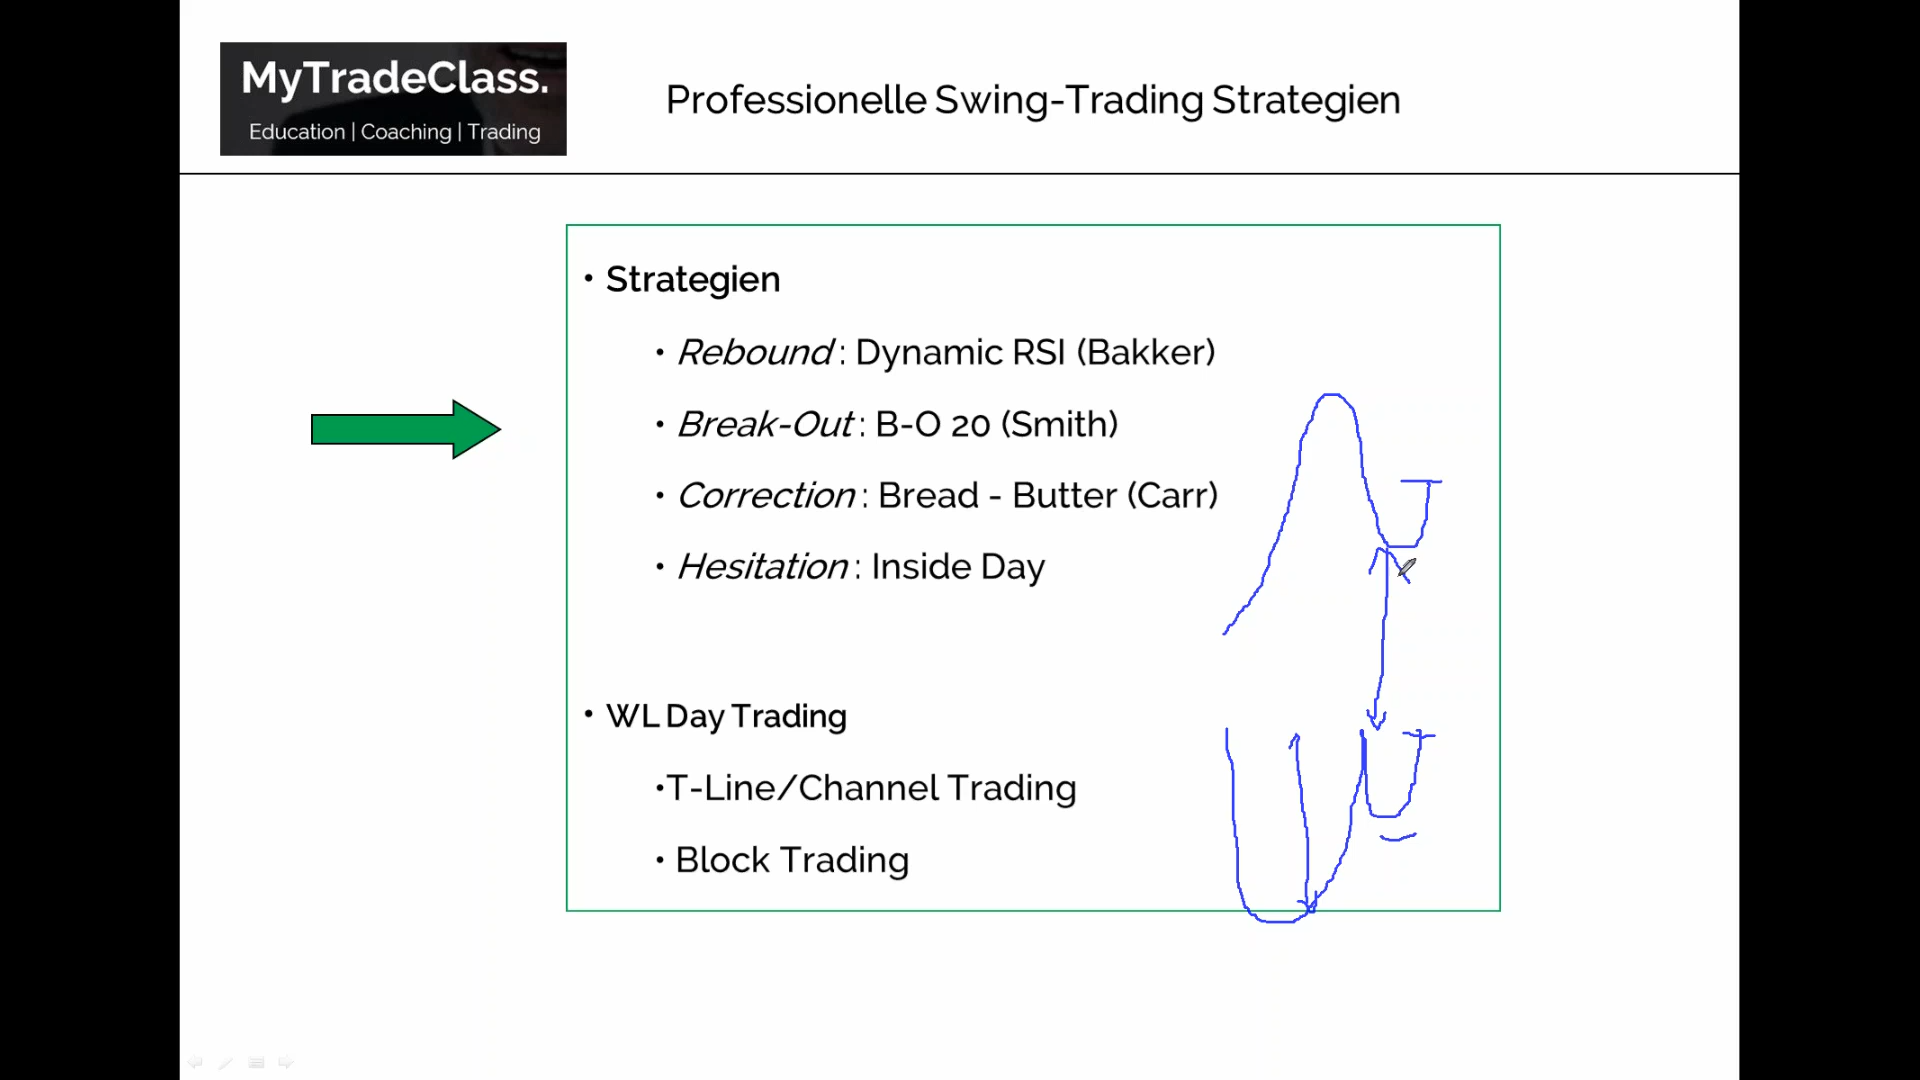 MyTradeClass.
Education | Coaching | Trading
Professionelle Swing-Trading Strategien
• Strategien
• Rebound : Dynamic RSI (Bakker)
• Break-Out : B-O 20 (Smith)
• Correction : Bread - Butter (Carr)
• Hesitation : Inside Day
• WL Day Trading
•T-Line/Channel Trading
• Block Trading